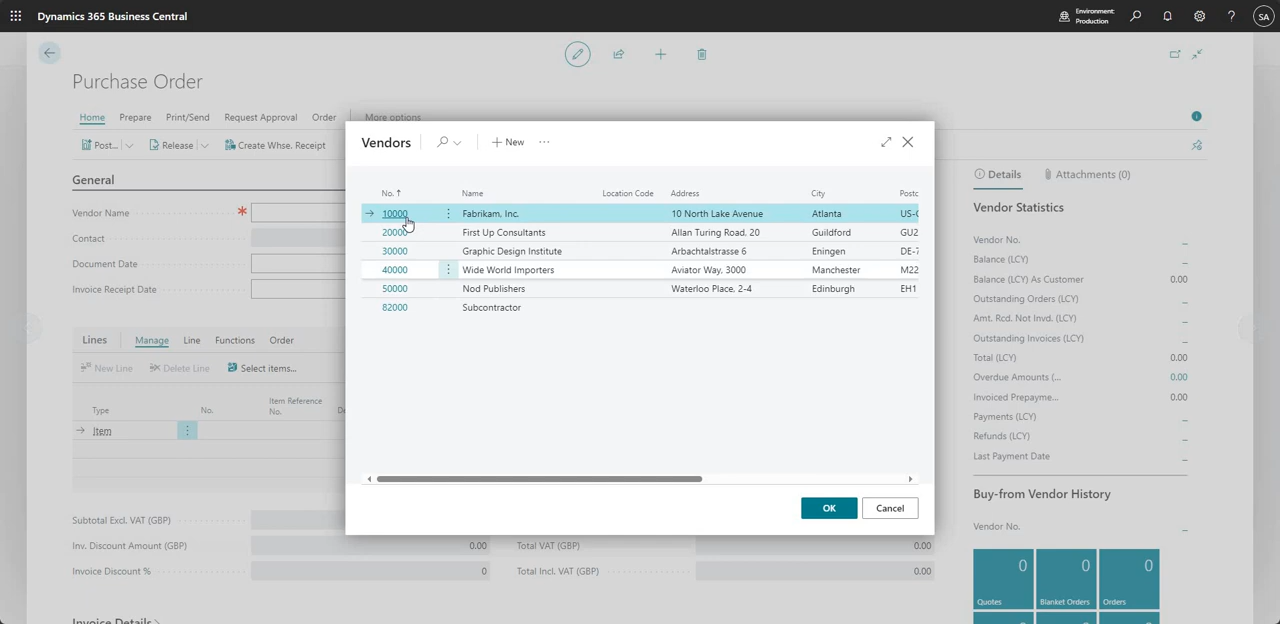 Dynamics 365 Business Central
Environment:
Production
?
SA
Purchase Order
Home Prepare Print/Send Request Approval Order More options
Post... Release Create Whse. Receipt
General
Vendor Name *
Contact
Document Date
Invoice Receipt Date
Lines Manage Line Functions Order
New Line Delete Line Select items...
Type No. Item Reference No. De
Item
Subtotal Excl. VAT (GBP)
Inv. Discount Amount (GBP) 0.00 Total VAT (GBP) 0.00
Invoice Discount % 0 Total Incl. VAT (GBP) 0.00
Invoice Details
Vendors
New
No. ↑ Name Location Code Address City Postc
10000 Fabrikam, Inc. 10 North Lake Avenue Atlanta US-G
20000 First Up Consultants Allan Turing Road, 20 Guildford GU2
30000 Graphic Design Institute Arbachtalstrasse 6 Eningen DE-7
40000 Wide World Importers Aviator Way, 3000 Manchester M22
50000 Nod Publishers Waterloo Place, 2-4 Edinburgh EH1
82000 Subcontractor
OK Cancel
Details Attachments (0)
Vendor Statistics
Vendor No. _
Balance (LCY) _
Balance (LCY) As Customer 0.00
Outstanding Orders (LCY) _
Amt. Rcd. Not Invd. (LCY) _
Outstanding Invoices (LCY) _
Total (LCY) 0.00
Overdue Amounts (... 0.00
Invoiced Prepayme... 0.00
Payments (LCY) _
Refunds (LCY) _
Last Payment Date _
Buy-from Vendor History
Vendor No. _
0 0 0
Quotes Blanket Orders Orders